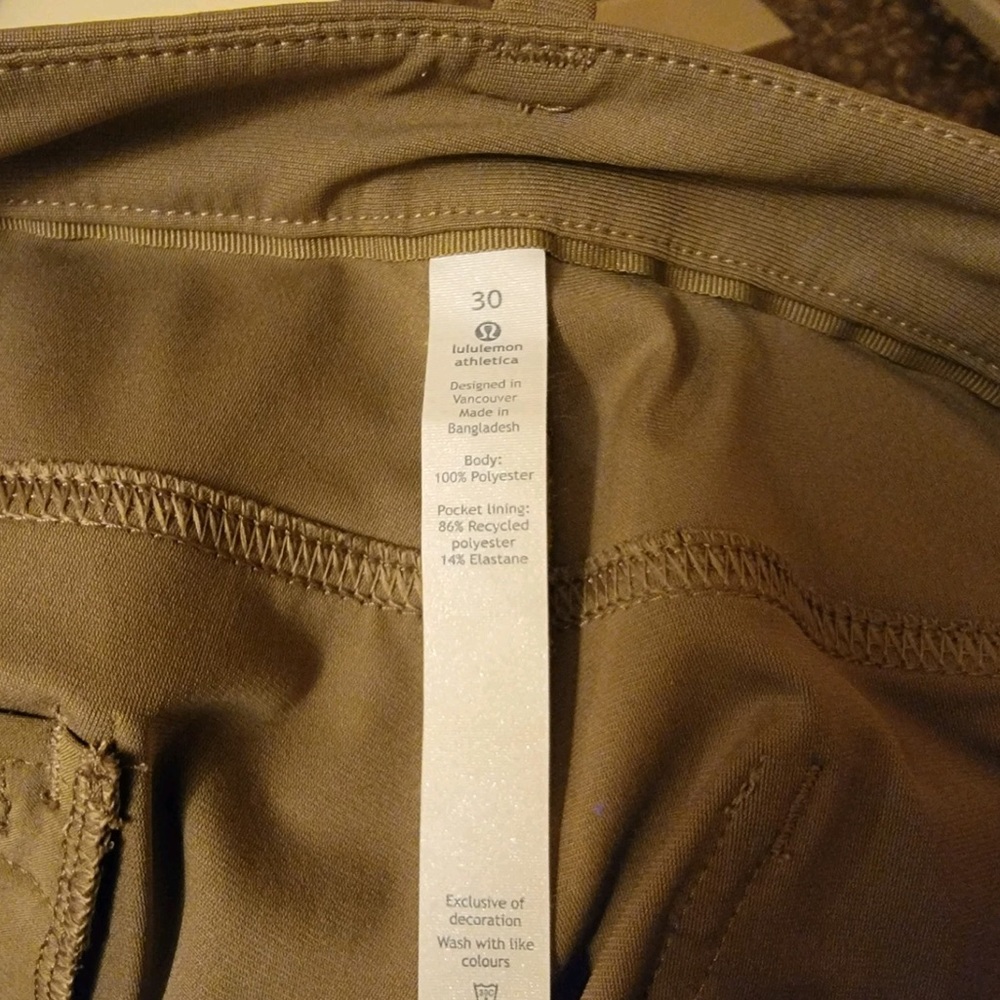 30
lululemon
athletica
Designed in
Vancouver
Made in
Bangladesh
Body:
100% Polyester
Pocket lining:
86% Recycled
polyester
14% Elastane
Exclusive of
decoration
Wash with like
colours